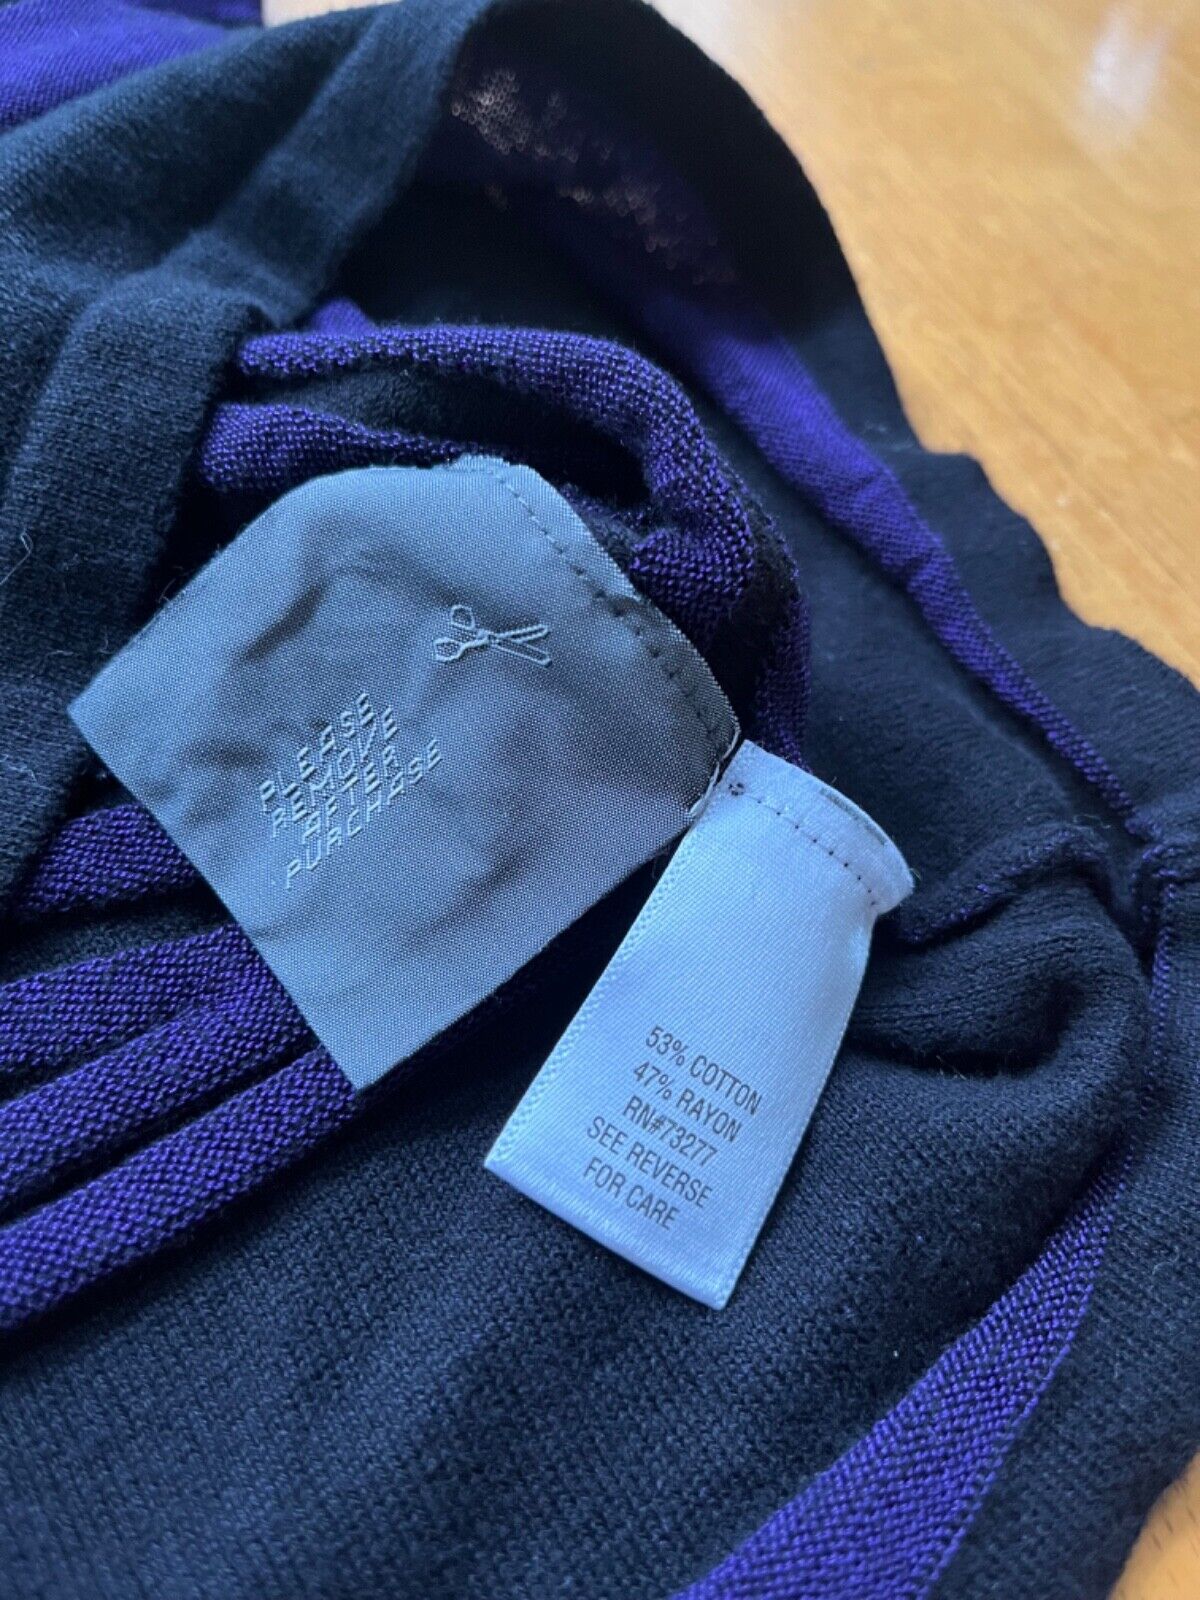 PLEASE
REMOVE
AFTER
PURCHASE
53% COTTON
47% RAYON
RN#73277
SEE REVERSE
FOR CARE